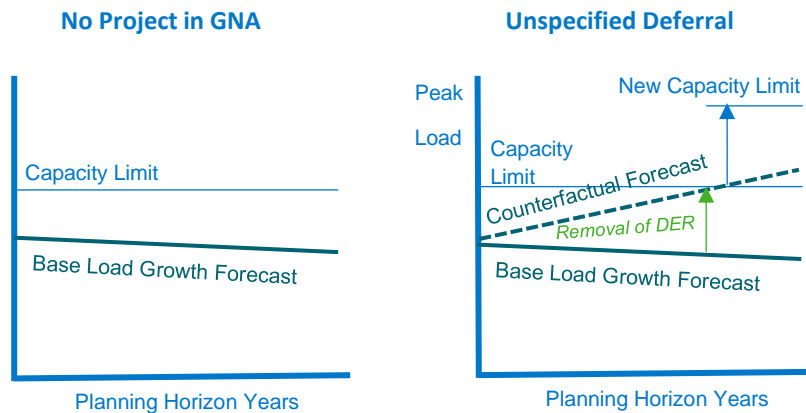 No Project in GNA
Capacity Limit
Base Load Growth Forecast
Planning Horizon Years
Unspecified Deferral
Peak
Load
New Capacity Limit
Capacity
Limit
Counterfactual Forecast
Removal of DER
Base Load Growth Forecast
Planning Horizon Years